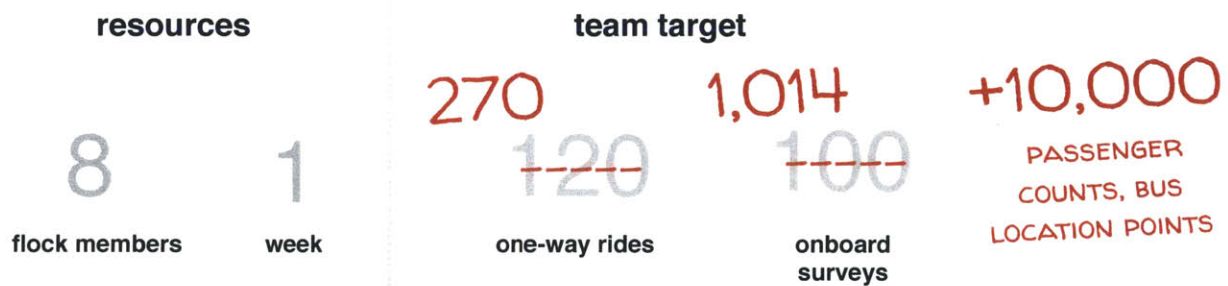 resources
team target
270
1,014
+10,000
8
1
120
100
PASSENGER
COUNTS, BUS
LOCATION POINTS
flock members
week
one-way rides
onboard
surveys